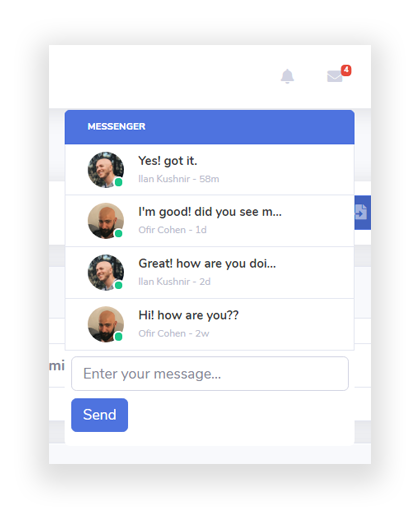 4
MESSENGER
Yes! got it.
Ilan Kushnir - 58m
I'm good! did you see m...
Ofir Cohen - 1d
Great! how are you doi...
Ilan Kushnir - 2d
Hi! how are you??
Ofir Cohen - 2w
mi
Enter your message...
Send